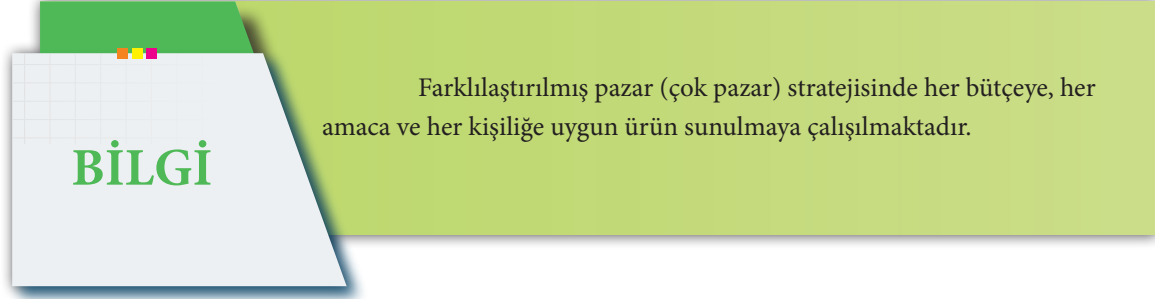 BİLGİ
Farklılaştırılmış pazar (çok pazar) stratejisinde her bütçeye, her
amaca ve her kişiliğe uygun ürün sunulmaya çalışılmaktadır.